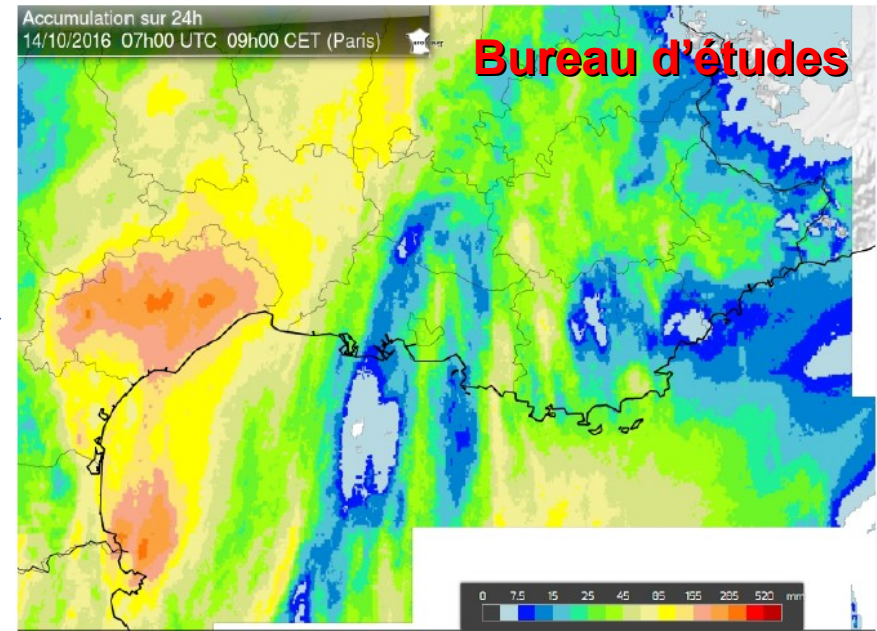 Accumulation sur 24h
14/10/2016 07h00 UTC 09h00 CET (Paris)
Bureau d'études
0 7.5 15 25 45 85 155 285 520 mm